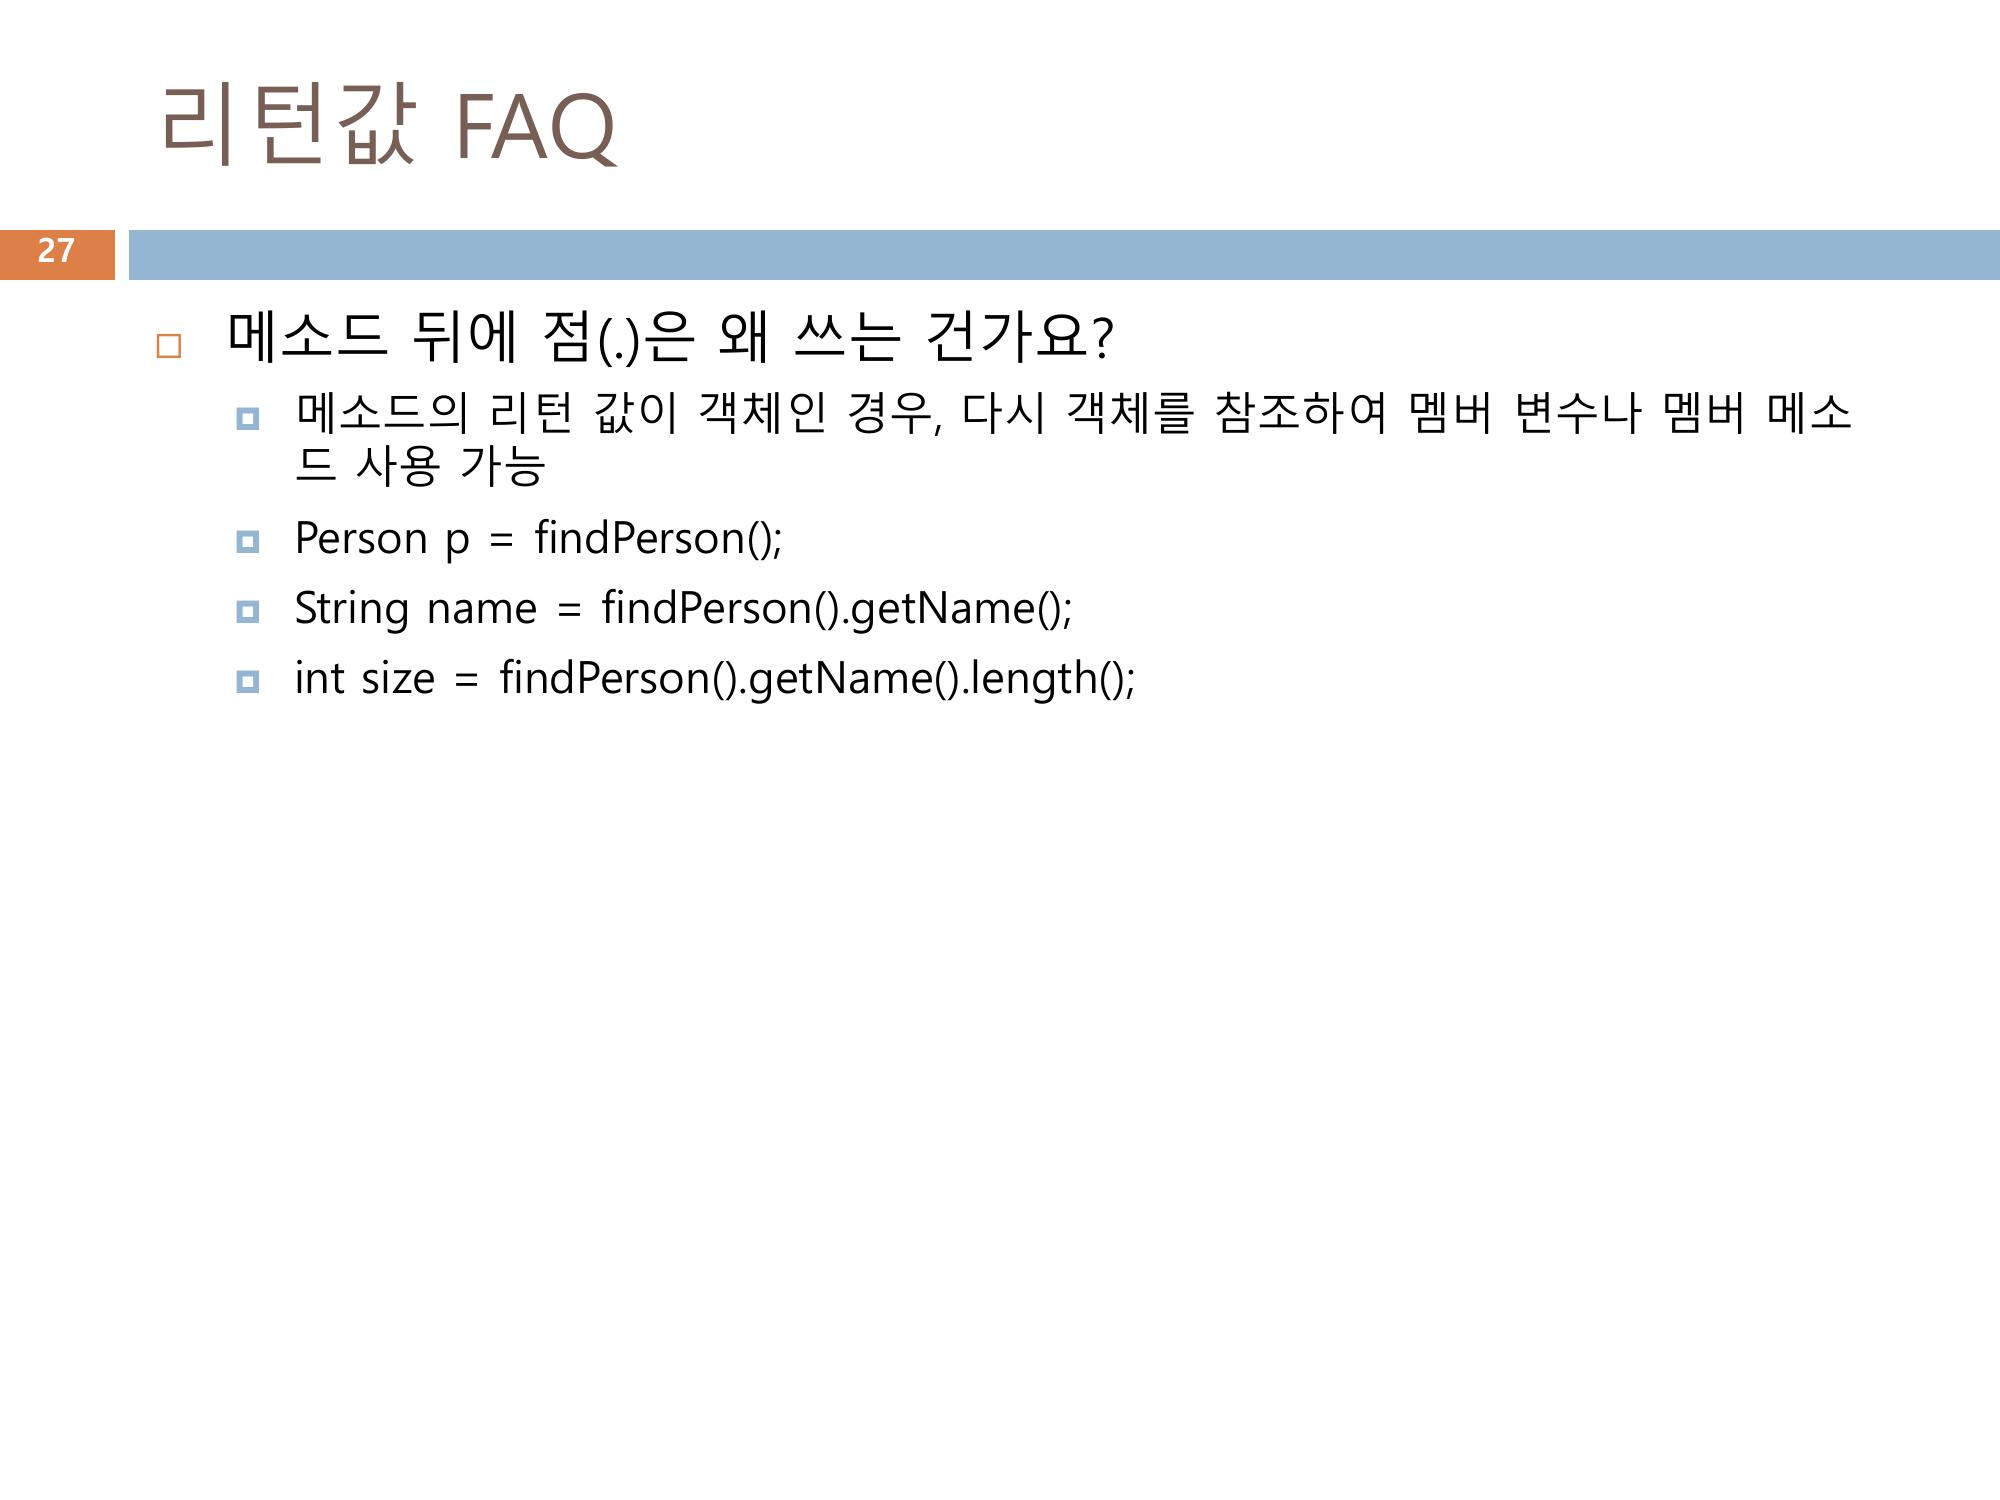 리턴값 FAQ
27
메소드 뒤에 점(.)은 왜 쓰는 건가요?
메소드의 리턴 값이 객체인 경우, 다시 객체를 참조하여 멤버 변수나 멤버 메소
드 사용 가능
Person p = findPerson();
String name = findPerson().getName();
int size = findPerson().getName().length();